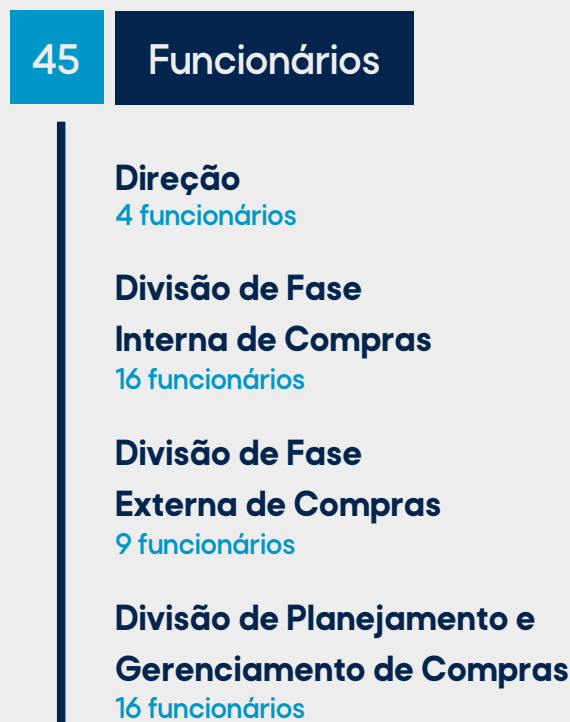 45 Funcionários
Direção
4 funcionários
Divisão de Fase
Interna de Compras
16 funcionários
Divisão de Fase
Externa de Compras
9 funcionários
Divisão de Planejamento e
Gerenciamento de Compras
16 funcionários